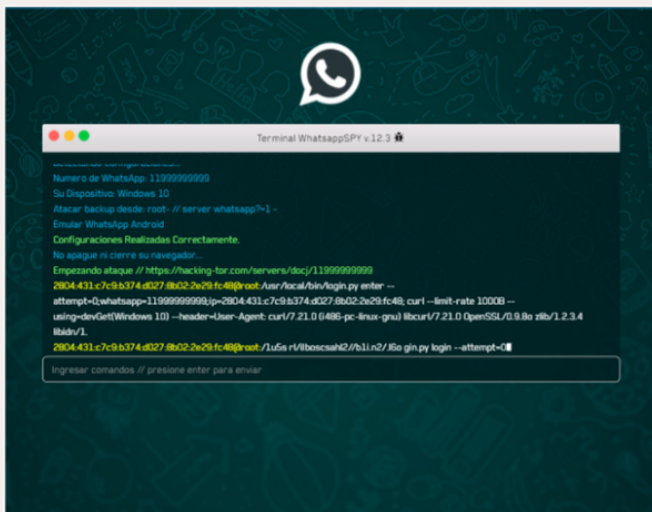 Terminal WhatsappSPY v.12.3
Numero de WhatsApp: 11999999999
Su Dispositivo: Windows 10
Atacar backup desde: root- // server whatsapp?=1 -
Emular WhatsApp Android
Configuraciones Realizadas Correctamente.
No apague ni cierre su navegador...
Empezando ataque // https://hacking-tor.com/servers/docj/11999999999
2804:431:c7c9:b374:d027:8b02:2e29:fc48@root:/usr/local/bin/login.py enter --
attempt=0;whatsapp=11999999999;ip=2804:431:c7c9:b374:d027:8b02:2e29:fc48; curl --limit-rate 1000B --
using=devGet(Windows 10) --header=User-Agent: curl/7.21.0 (i486-pc-linux-gnu) libcurl/7.21.0 OpenSSL/0.9.8o zlib/1.2.3.4
libidn/1.
2804:431:c7c9:b374:d027:8b02:2e29:fc48@root:/1u5s gin.py login --attempt=0
Ingresar comandos // presione enter para enviar